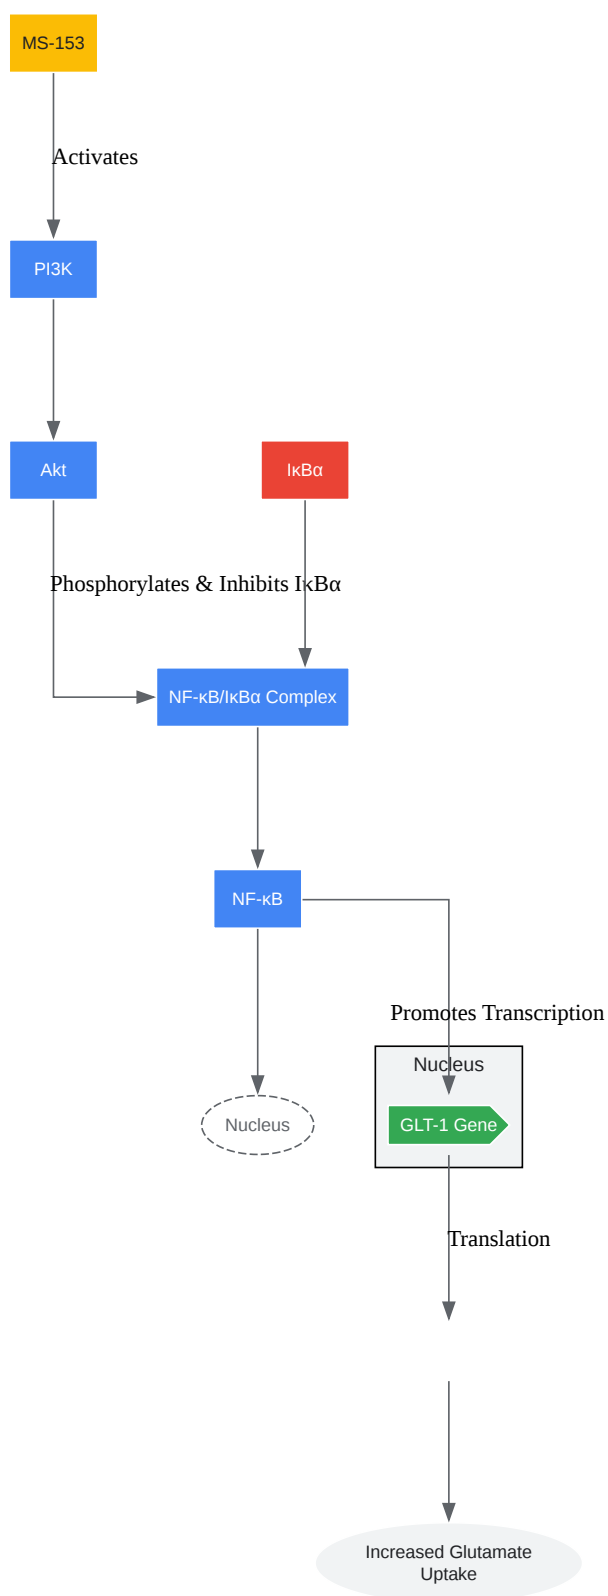 MS-153
Activates
PI3K
Akt
IκBα
Phosphorylates & Inhibits IκBα
NF-κB/IκBα Complex
NF-κB
Promotes Transcription
Nucleus
Nucleus
GLT-1 Gene
Translation
Increased Glutamate
Uptake